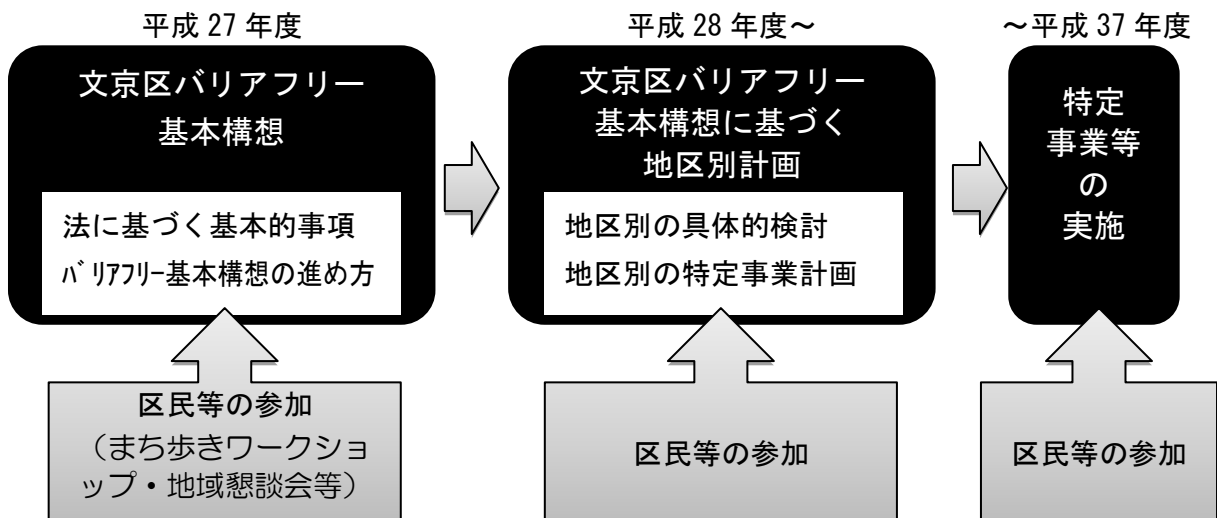 平成 27 年度
文京区バリアフリー
基本構想
法に基づく基本的事項
ﾊﾞﾘｱﾌﾘｰ基本構想の進め方
区民等の参加
（まち歩きワークショ
ップ・地域懇談会等）
平成 28 年度～
文京区バリアフリー
基本構想に基づく
地区別計画
地区別の具体的検討
地区別の特定事業計画
区民等の参加
～平成 37 年度
特定
事業等
の
実施
区民等の参加